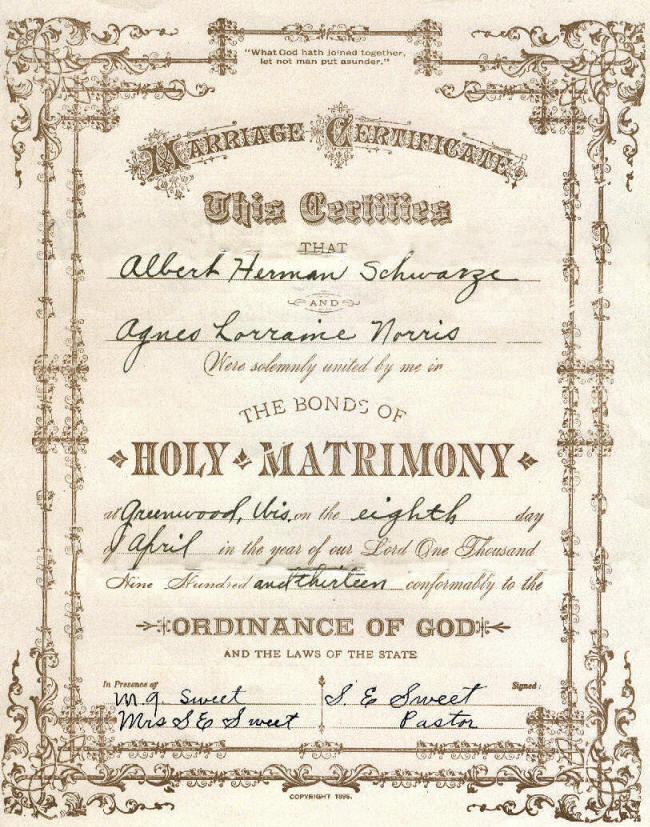 "What God hath joined together,
let not man put asunder."
MARRIAGE CERTIFICATE
This Certifies
THAT
Albert Herman Schwarze
AND
Agnes Lorraine Norris
Were solemnly united by me in
THE BONDS OF
HOLY MATRIMONY
at Greenwood, Wis. on the eighth day
of April in the year of our Lord One Thousand
Nine Hundred and thirteen conformably to the
ORDINANCE OF GOD
AND THE LAWS OF THE STATE
In Presence of Signed:
Sweet S. E Sweet
Mrs S E Sweet Pastor
COPYRIGHT